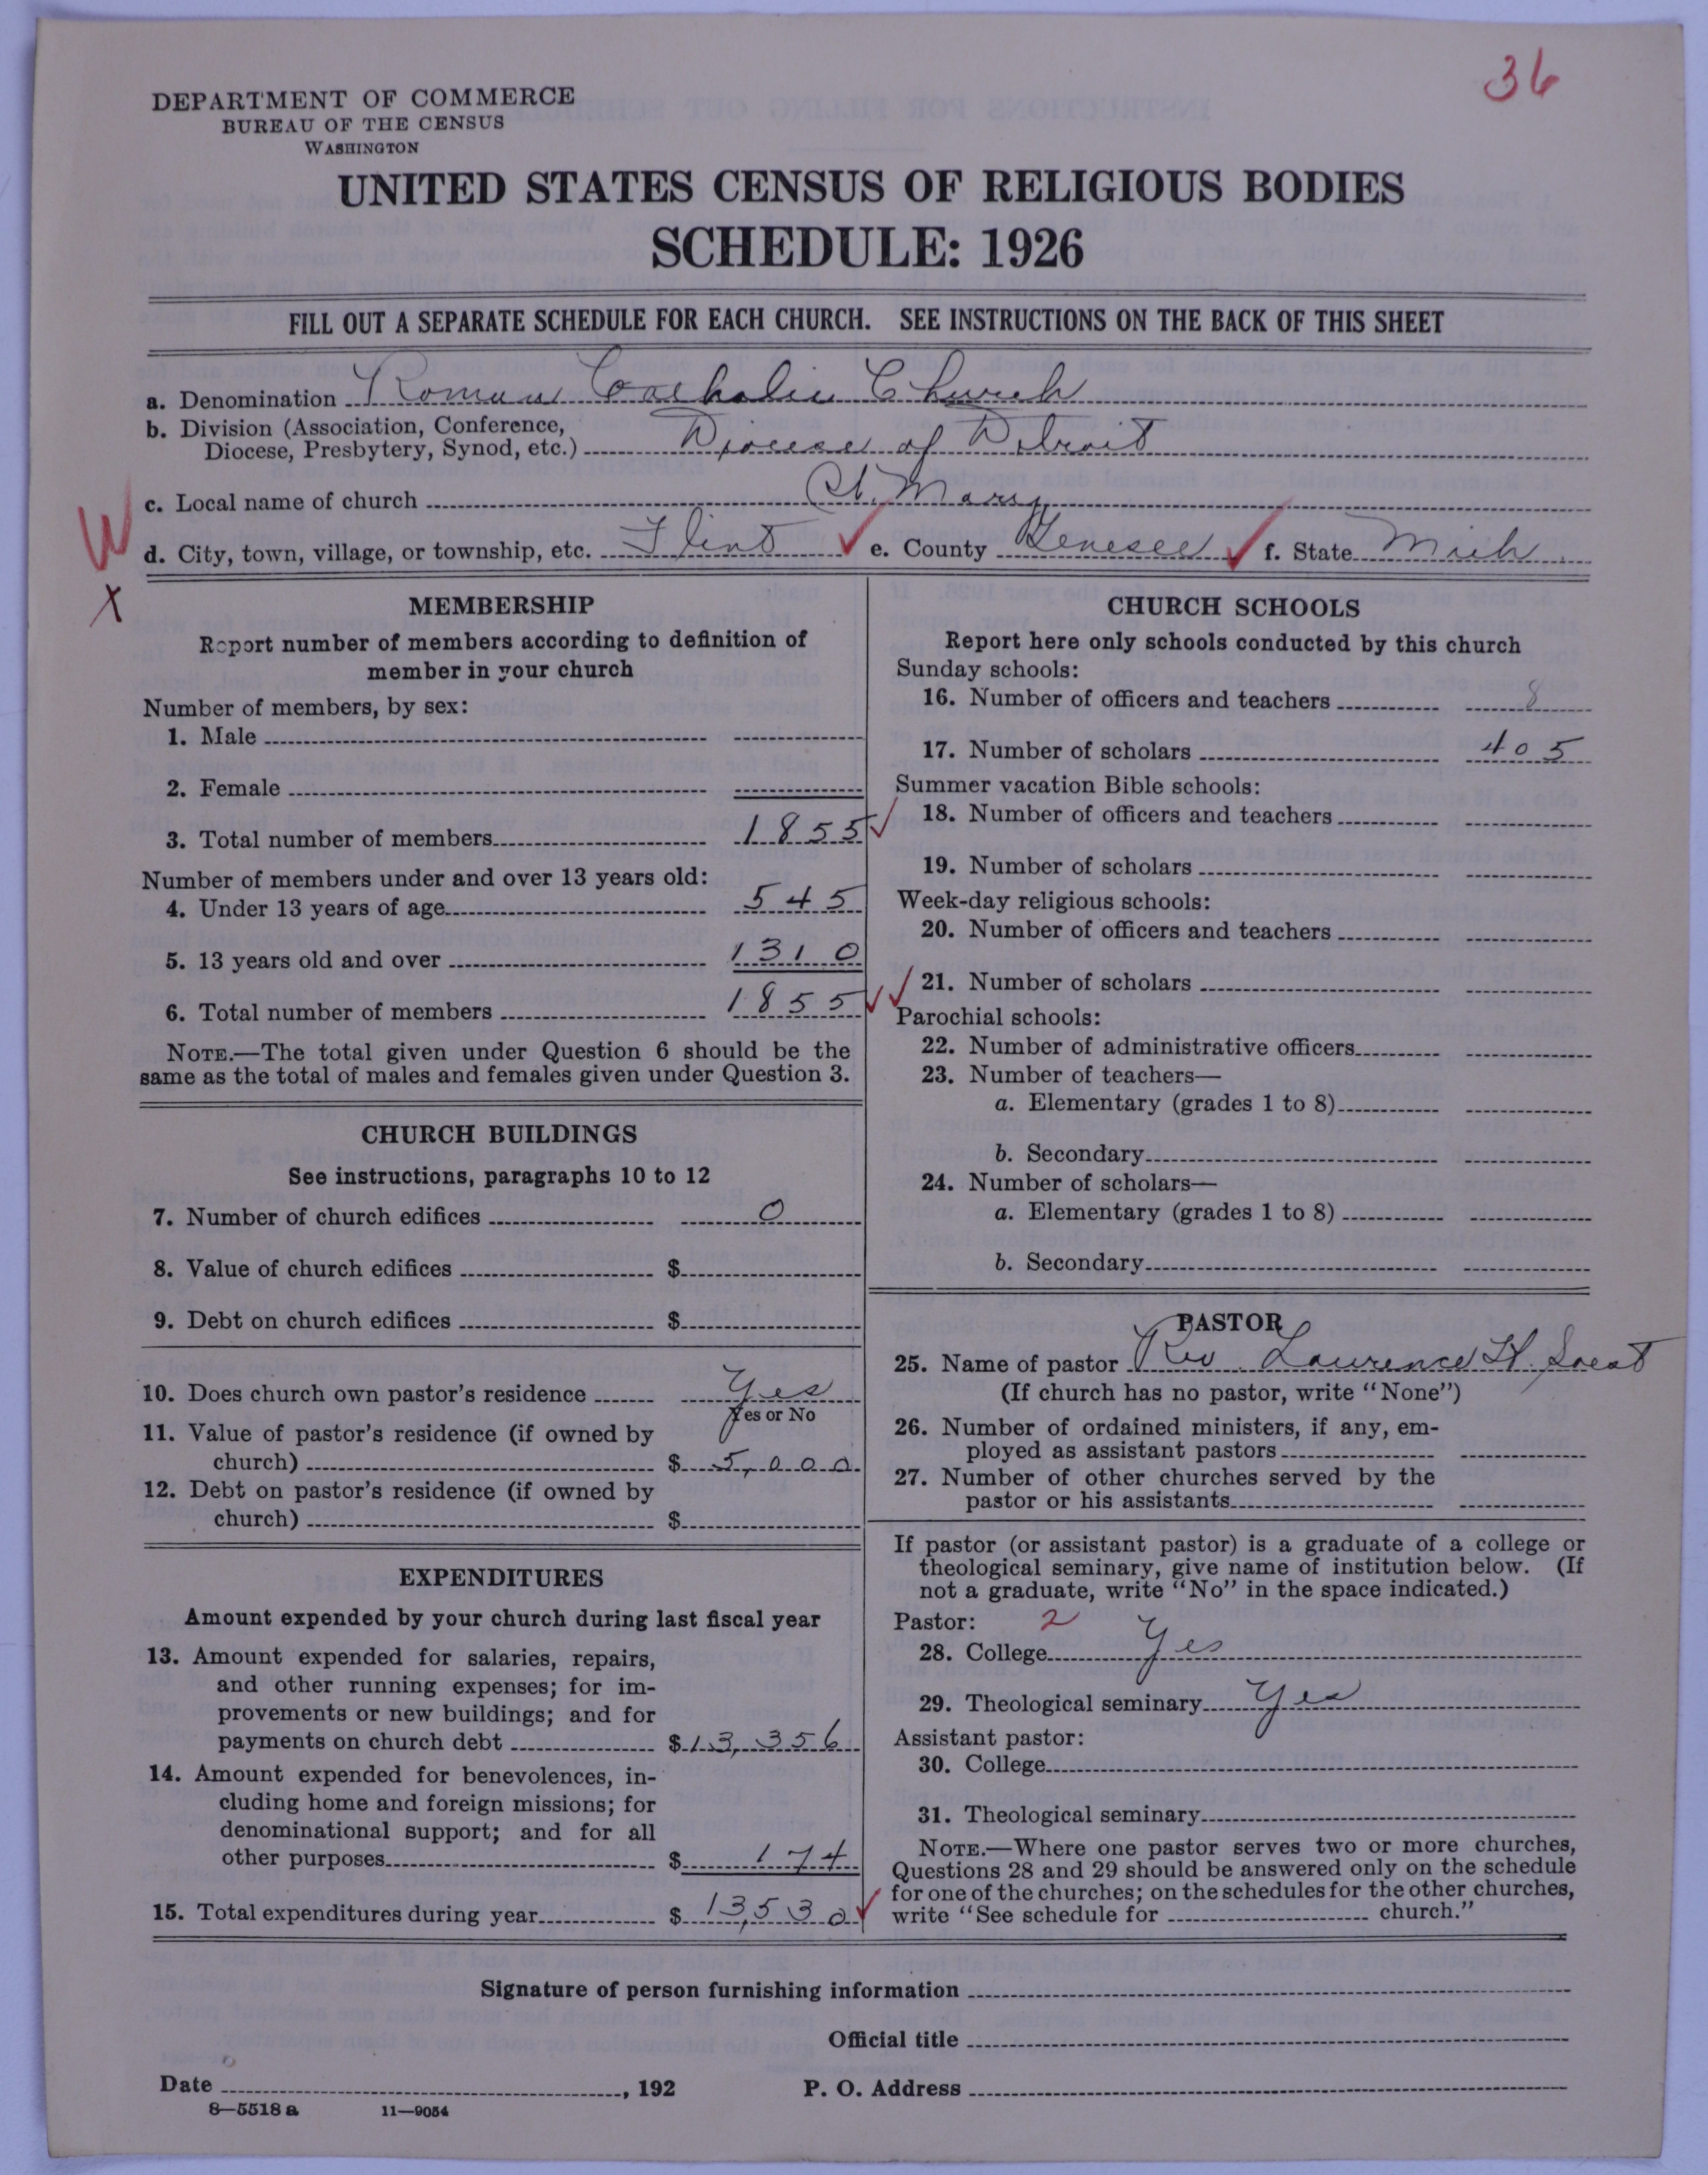 36
DEPARTMENT OF COMMERCE
BUREAU OF THE CENSUS
WASHINGTON
UNITED STATES CENSUS OF RELIGIOUS BODIES
SCHEDULE: 1926
FILL OUT A SEPARATE SCHEDULE FOR EACH CHURCH. SEE INSTRUCTIONS ON THE BACK OF THIS SHEET
a. Denomination Roman Catholic Church
b. Division (Association, Conference,
Diocese, Presbytery, Synod, etc.) Diocese of Detroit
c. Local name of church St. Mary
W
d. City, town, village, or township, etc. Flint ✓ e. County Genesee ✓ f. State Mich.
X
MEMBERSHIP
Report number of members according to definition of
member in your church
Number of members, by sex:
1. Male
2. Female
3. Total number of members 1855 ✓
Number of members under and over 13 years old:
4. Under 13 years of age 545
5. 13 years old and over 1310
6. Total number of members 1855 ✓ ✓
NOTE.—The total given under Question 6 should be the
same as the total of males and females given under Question 3.
CHURCH BUILDINGS
See instructions, paragraphs 10 to 12
7. Number of church edifices 0
8. Value of church edifices $
9. Debt on church edifices $
10. Does church own pastor's residence Yes
Yes or No
11. Value of pastor's residence (if owned by
church) $ 5,000
12. Debt on pastor's residence (if owned by
church) $
EXPENDITURES
Amount expended by your church during last fiscal year
13. Amount expended for salaries, repairs,
and other running expenses; for im-
provements or new buildings; and for
payments on church debt $ 13,356
14. Amount expended for benevolences, in-
cluding home and foreign missions; for
denominational support; and for all
other purposes $ 174
15. Total expenditures during year $ 13,530 ✓
CHURCH SCHOOLS
Report here only schools conducted by this church
Sunday schools:
16. Number of officers and teachers 8
17. Number of scholars 405
Summer vacation Bible schools:
18. Number of officers and teachers
19. Number of scholars
Week-day religious schools:
20. Number of officers and teachers
21. Number of scholars
Parochial schools:
22. Number of administrative officers
23. Number of teachers—
a. Elementary (grades 1 to 8)
b. Secondary
24. Number of scholars—
a. Elementary (grades 1 to 8)
b. Secondary
PASTOR
25. Name of pastor Rev. Laurence H.
(If church has no pastor, write "None")
26. Number of ordained ministers, if any, em-
ployed as assistant pastors
27. Number of other churches served by the
pastor or his assistants
If pastor (or assistant pastor) is a graduate of a college or
theological seminary, give name of institution below. (If
not a graduate, write "No" in the space indicated.)
Pastor: 2
28. College Yes
29. Theological seminary Yes
Assistant pastor:
30. College
31. Theological seminary
NOTE.—Where one pastor serves two or more churches,
Questions 28 and 29 should be answered only on the schedule
for one of the churches; on the schedules for the other churches,
write "See schedule for church."
Signature of person furnishing information
Official title
Date , 192 P. O. Address
8—5518 a 11—9054